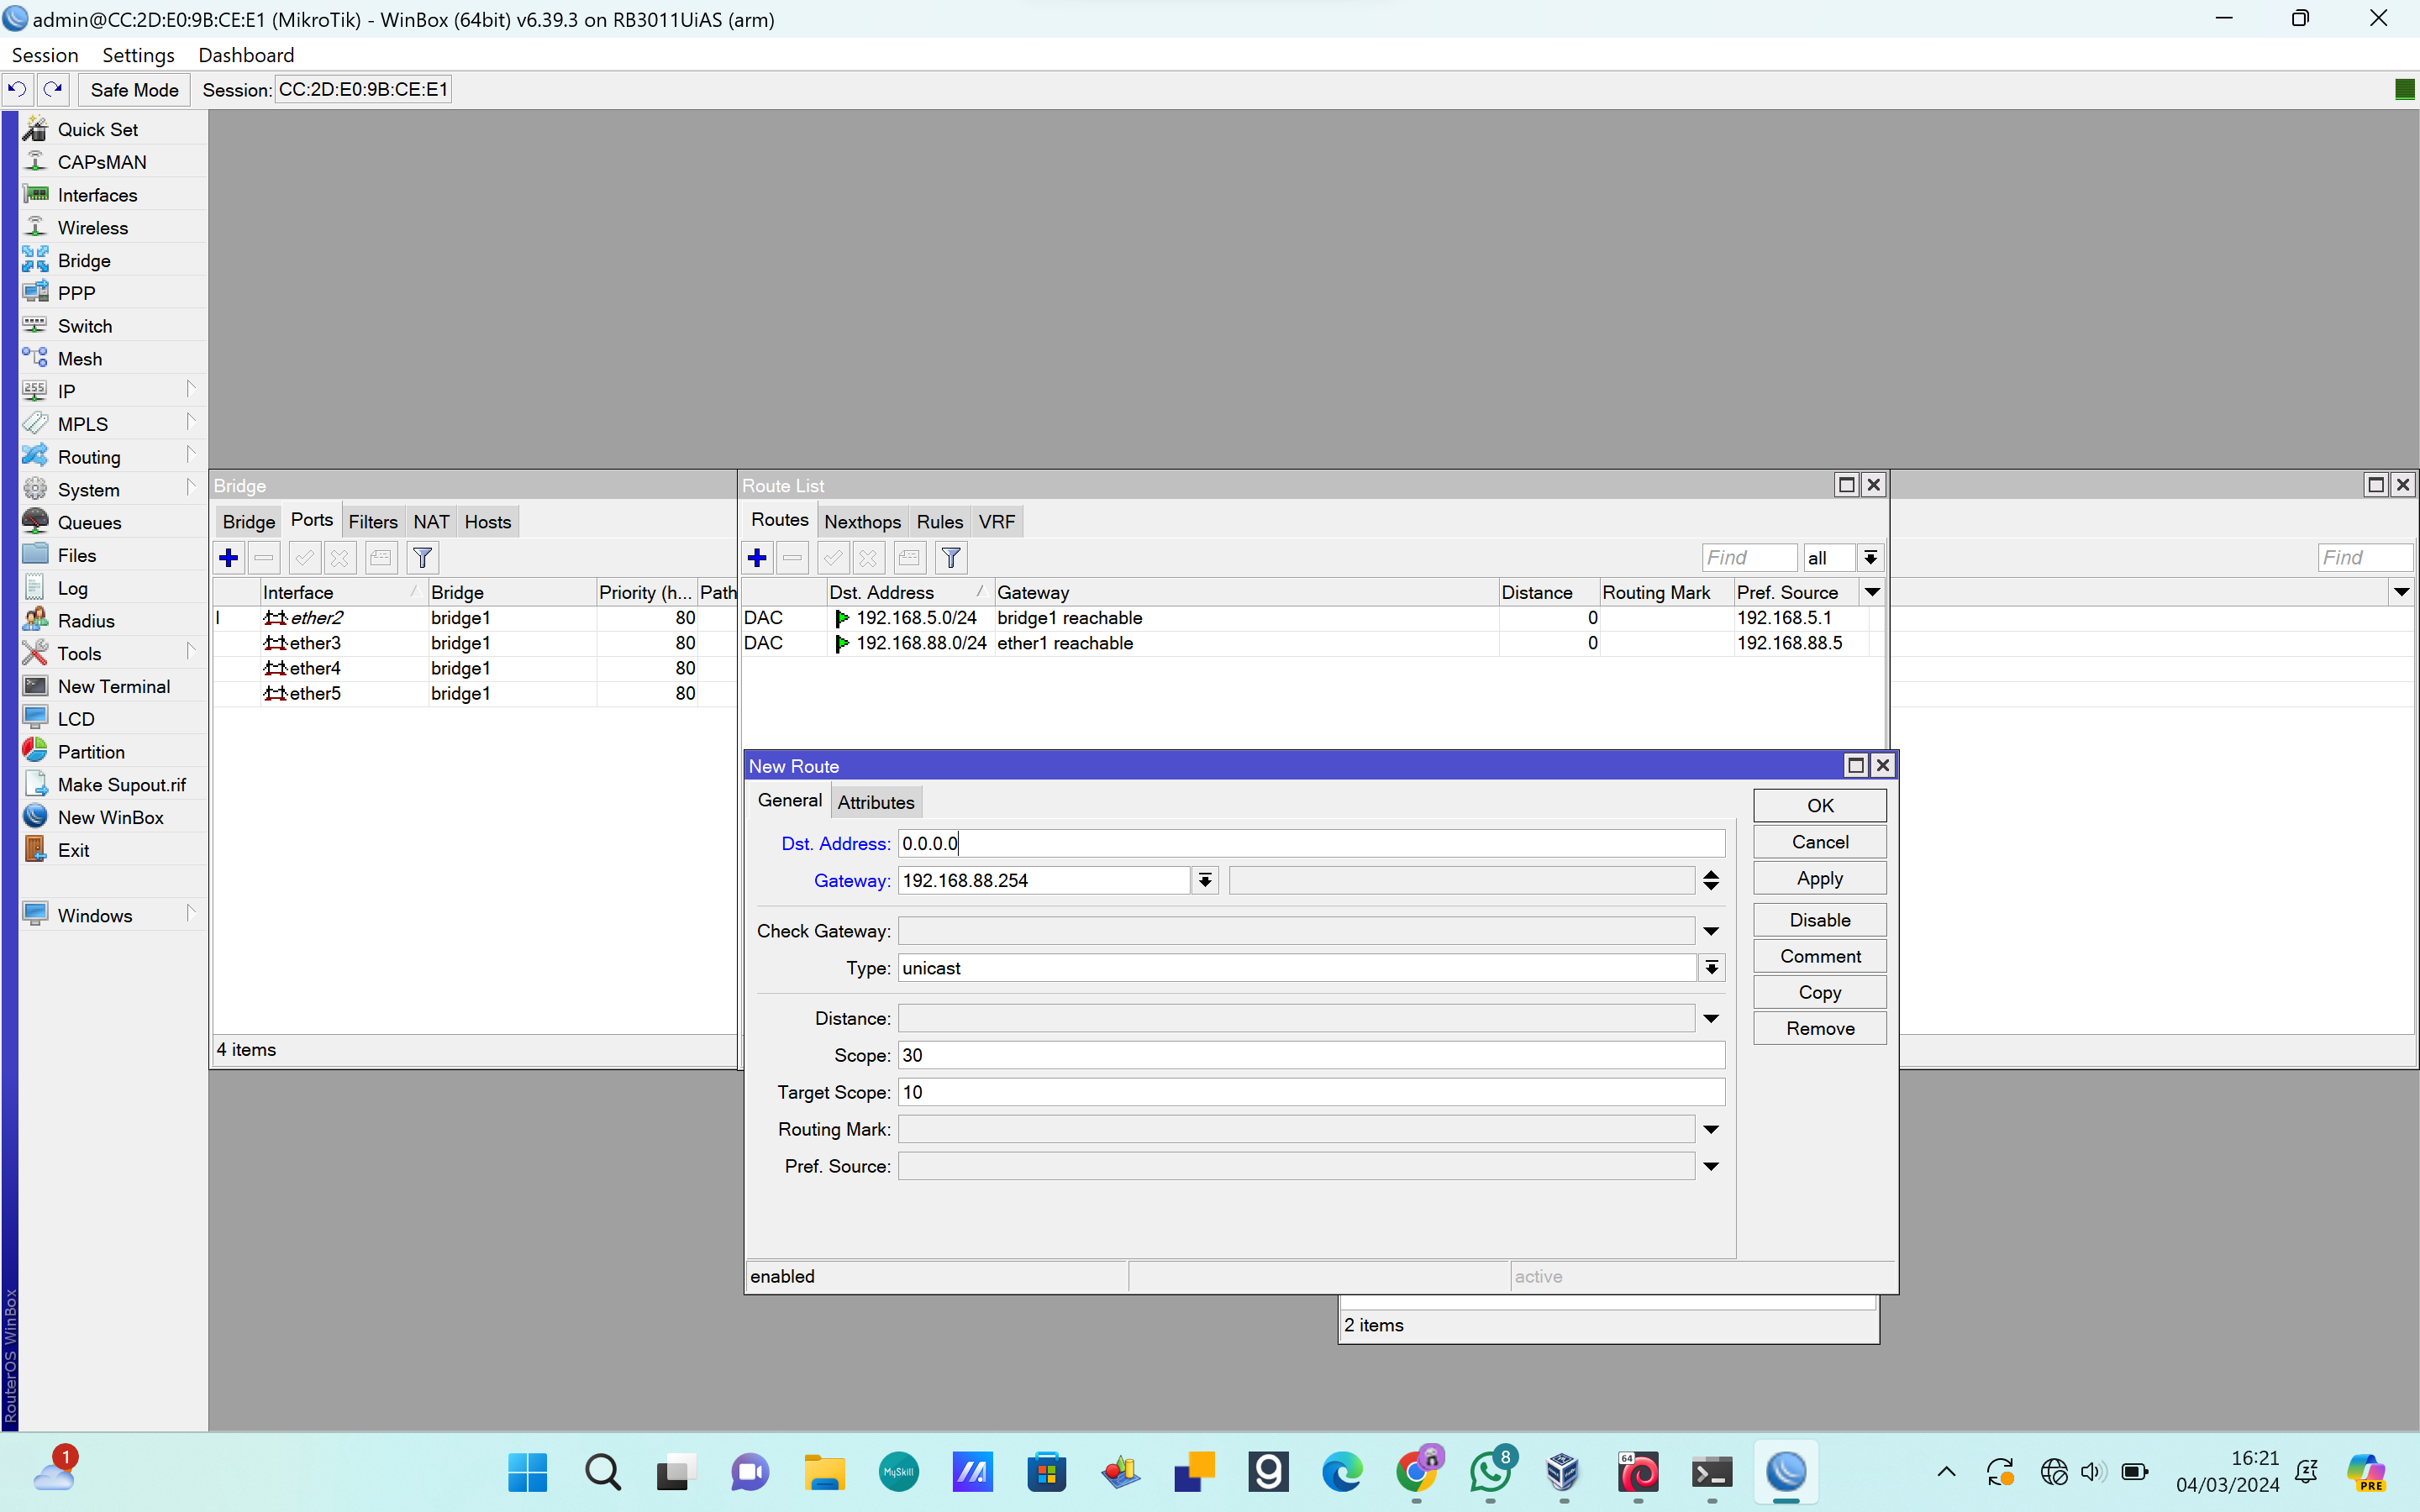 admin@CC:2D:E0:9B:CE:E1 (MikroTik) - WinBox (64bit) v6.39.3 on RB3011UiAS (arm)
Session Settings Dashboard
Safe Mode Session: CC:2D:E0:9B:CE:E1
Quick Set
CAPsMAN
Interfaces
Wireless
Bridge
PPP
Switch
Mesh
255 IP
MPLS
Routing
System
Queues
Files
Log
Radius
Tools
New Terminal
LCD
Partition
Make Supout.rif
New WinBox
Exit
Windows
RouterOS WinBox
Bridge
Bridge Ports Filters NAT Hosts
Interface Bridge Priority (h... Path
I ether2 bridge1 80
ether3 bridge1 80
ether4 bridge1 80
ether5 bridge1 80
4 items
Route List
Routes Nexthops Rules VRF
Find all
Dst. Address Gateway Distance Routing Mark Pref. Source
DAC 192.168.5.0/24 bridge1 reachable 0 192.168.5.1
DAC 192.168.88.0/24 ether1 reachable 0 192.168.88.5
Find
New Route
General Attributes
Dst. Address: 0.0.0.0
Gateway: 192.168.88.254
Check Gateway:
Type: unicast
Distance:
Scope: 30
Target Scope: 10
Routing Mark:
Pref. Source:
OK
Cancel
Apply
Disable
Comment
Copy
Remove
enabled active
2 items
1
MySkill
g
8
64
16:21
04/03/2024
PRE